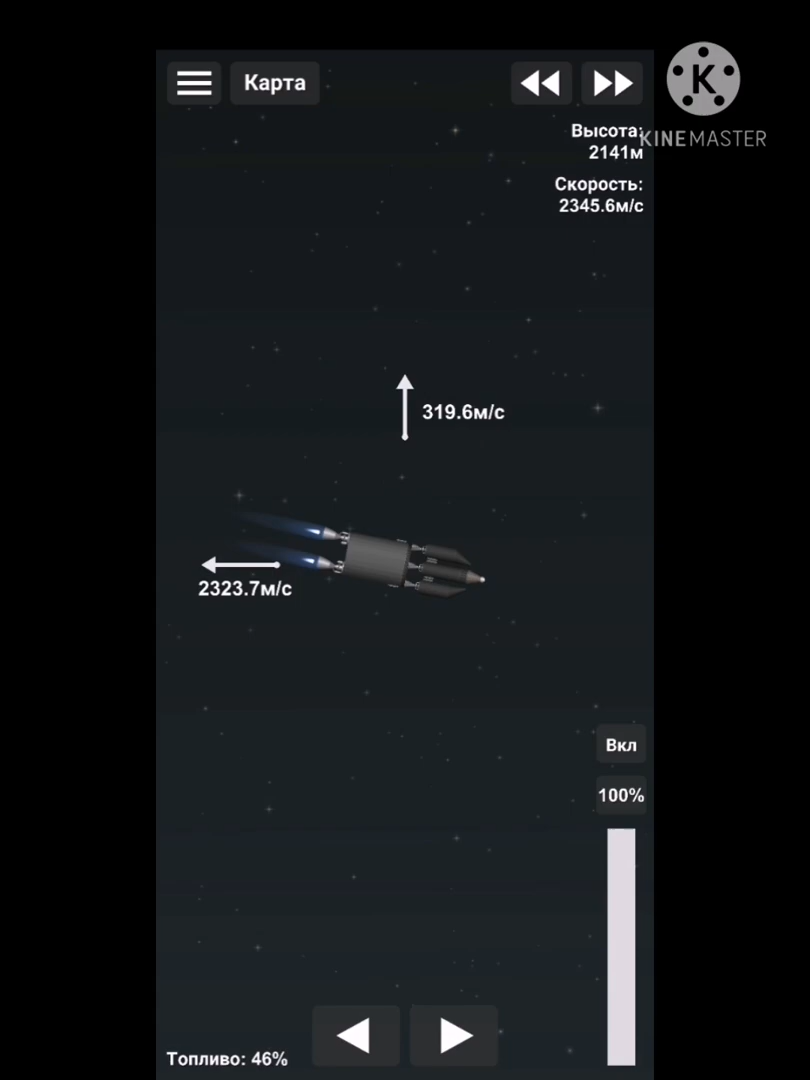 Карта
K
KINEMASTER
Высота:
2141м
Скорость:
2345.6м/с
319.6м/с
2323.7м/с
Вкл
100%
Топливо: 46%